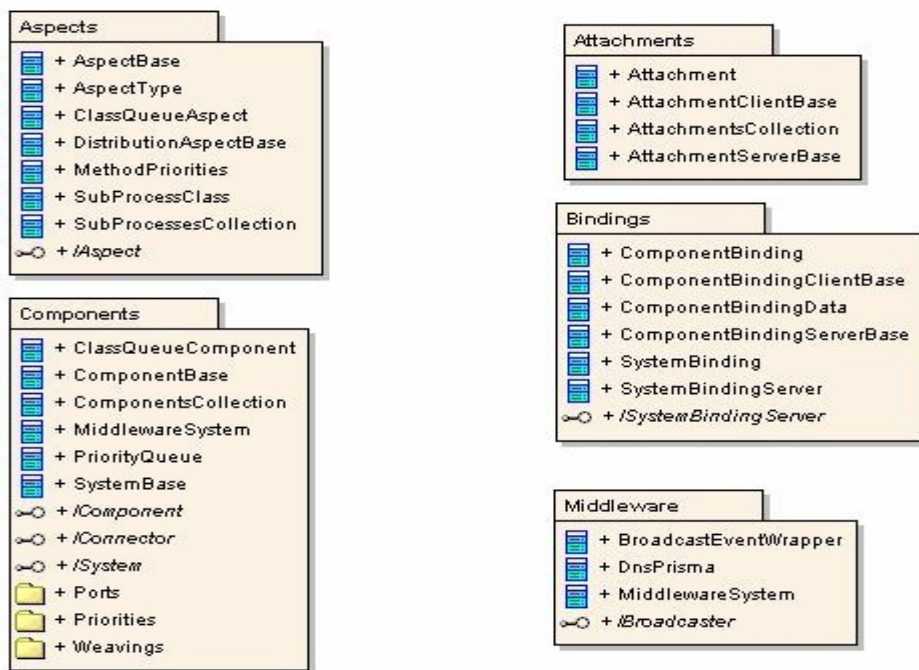 Aspects
+ AspectBase
+ AspectType
+ ClassQueueAspect
+ DistributionAspectBase
+ MethodPriorities
+ SubProcessClass
+ SubProcessesCollection
+ IAspect
Components
+ ClassQueueComponent
+ ComponentBase
+ ComponentsCollection
+ MiddlewareSystem
+ PriorityQueue
+ SystemBase
+ IComponent
+ IConnector
+ ISystem
+ Ports
+ Priorities
+ Weavings
Attachments
+ Attachment
+ AttachmentClientBase
+ AttachmentsCollection
+ AttachmentServerBase
Bindings
+ ComponentBinding
+ ComponentBindingClientBase
+ ComponentBindingData
+ ComponentBindingServerBase
+ SystemBinding
+ SystemBindingServer
+ ISystemBindingServer
Middleware
+ BroadcastEventWrapper
+ DnsPrisma
+ MiddlewareSystem
+ IBroadcaster